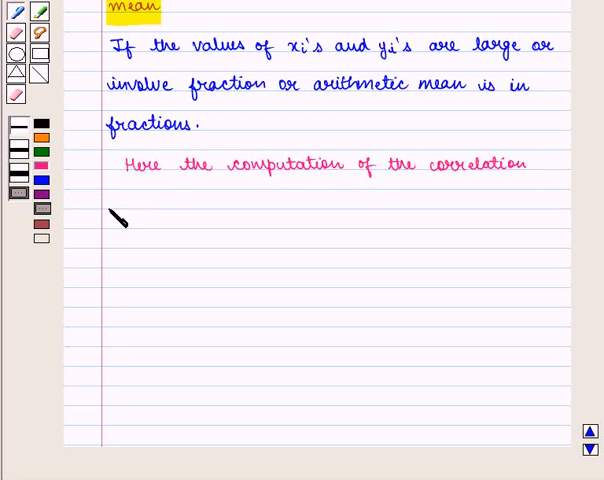 mean
If the values of xi's and yi's are large or
involve fraction or arithmetic mean is in
fractions.
Here the computation of the correlation